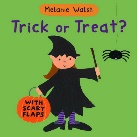 Melanie Walsh
Trick or Treat?
WITH
SCARY
FLAPS